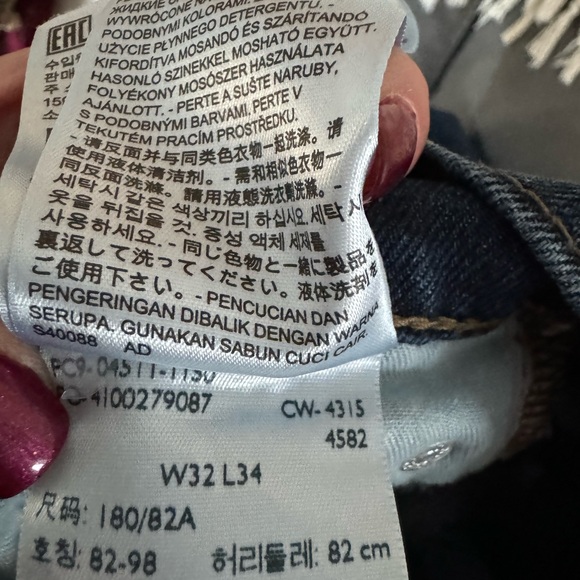 ЖИДКИЕ
WYWRÓCONE NA
PODOBNYMI KOLORAMI.
UŻYCIE PŁYNNEGO DETERGENTU. -
KIFORDÍTVA MOSANDÓ ÉS SZÁRÍTANDÓ
HASONLÓ SZINEKKEL MOSHATÓ EGYÜTT.
FOLYÉKONY MOSÓSZER HASZNÁLATA
AJÁNLOTT. - PERTE A SUŠTE NARUBY,
S PODOBNÝMI BARVAMI. PERTE V
TEKUTÉM PRACÍM PROSTŘEDKU.
- 请反面并与同类色衣物一起洗涤。请
使用液体清洁剂。- 需和相似色衣物一
同反面洗滌。請用液態洗衣劑洗滌 -
세탁시 같은 색상끼리 하십시오. 세탁 시
옷을 뒤집을 것. 중성 액체 세제를
사용하세요. - 同じ色物と一緒に製品を
裏返して洗ってください。液体洗剤を
ご使用下さい。-
PENGERINGAN DIBALIK DENGAN WARNA
SERUPA. GUNAKAN SABUN CUCI CAIR.
S40088 AD
EAC
PC9-04511-1150
4100279087
CW-4315
4582
W32 L34
尺码: 180/82A
호칭: 82-98 허리둘레: 82 cm